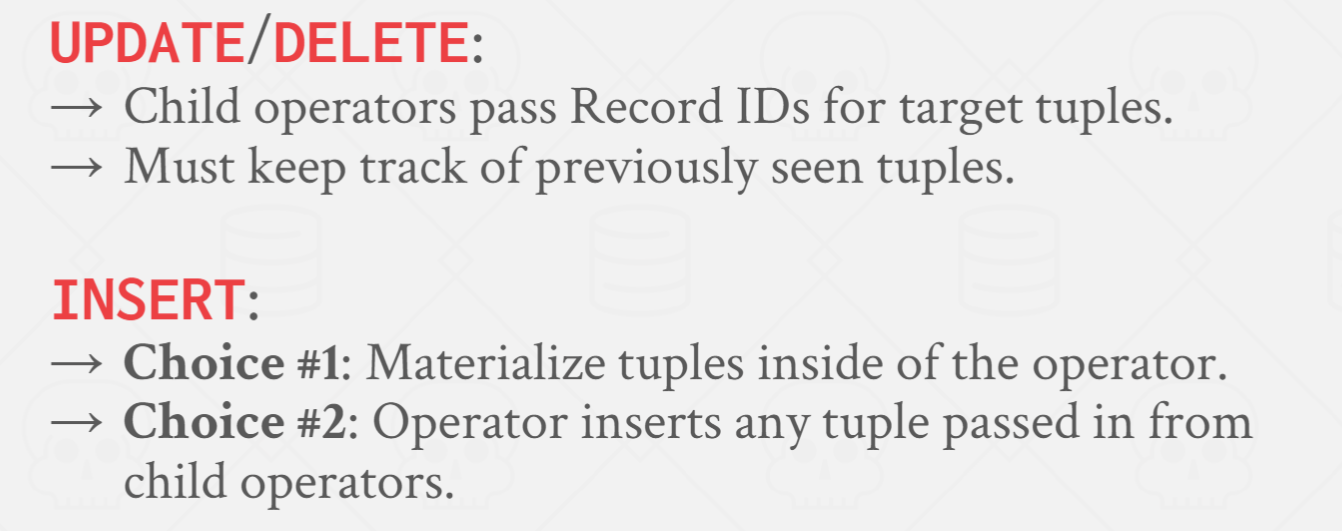 UPDATE/DELETE:
→ Child operators pass Record IDs for target tuples.
→ Must keep track of previously seen tuples.
INSERT:
→ Choice #1: Materialize tuples inside of the operator.
→ Choice #2: Operator inserts any tuple passed in from
child operators.